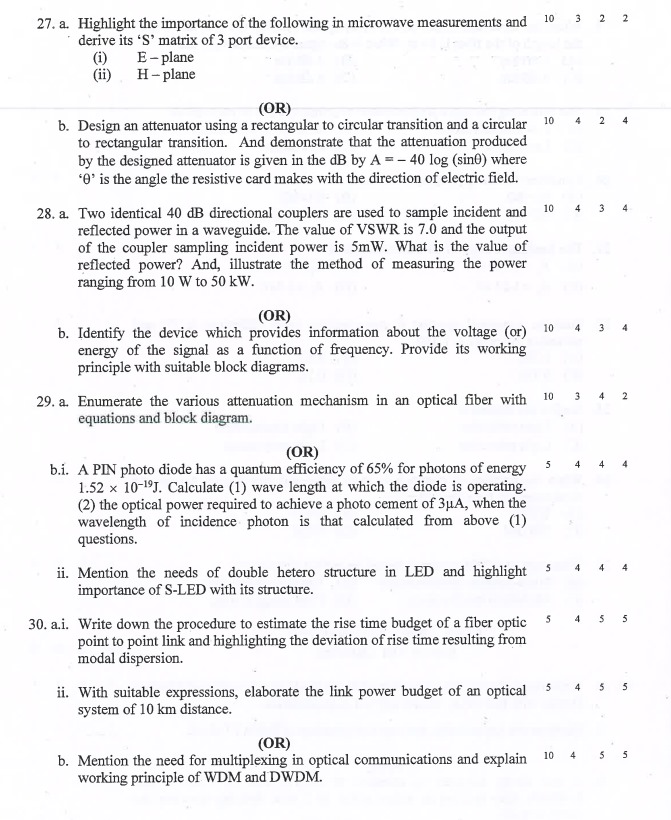 27. a. Highlight the importance of the following in microwave measurements and 10 3 2 2
derive its ‘S’ matrix of 3 port device.
(i) E – plane
(ii) H – plane
(OR)
b. Design an attenuator using a rectangular to circular transition and a circular 10 4 2 4
to rectangular transition. And demonstrate that the attenuation produced
by the designed attenuator is given in the dB by A = – 40 log (sinθ) where
‘θ’ is the angle the resistive card makes with the direction of electric field.
28. a. Two identical 40 dB directional couplers are used to sample incident and 10 4 3 4
reflected power in a waveguide. The value of VSWR is 7.0 and the output
of the coupler sampling incident power is 5mW. What is the value of
reflected power? And, illustrate the method of measuring the power
ranging from 10 W to 50 kW.
(OR)
b. Identify the device which provides information about the voltage (or) 10 4 3 4
energy of the signal as a function of frequency. Provide its working
principle with suitable block diagrams.
29. a. Enumerate the various attenuation mechanism in an optical fiber with 10 3 4 2
equations and block diagram.
(OR)
b.i. A PIN photo diode has a quantum efficiency of 65% for photons of energy 5 4 4 4
1.52 × 10⁻¹⁹J. Calculate (1) wave length at which the diode is operating.
(2) the optical power required to achieve a photo cement of 3μA, when the
wavelength of incidence photon is that calculated from above (1)
questions.
ii. Mention the needs of double hetero structure in LED and highlight 5 4 4 4
importance of S-LED with its structure.
30. a.i. Write down the procedure to estimate the rise time budget of a fiber optic 5 4 5 5
point to point link and highlighting the deviation of rise time resulting from
modal dispersion.
ii. With suitable expressions, elaborate the link power budget of an optical 5 4 5 5
system of 10 km distance.
(OR)
b. Mention the need for multiplexing in optical communications and explain 10 4 5 5
working principle of WDM and DWDM.